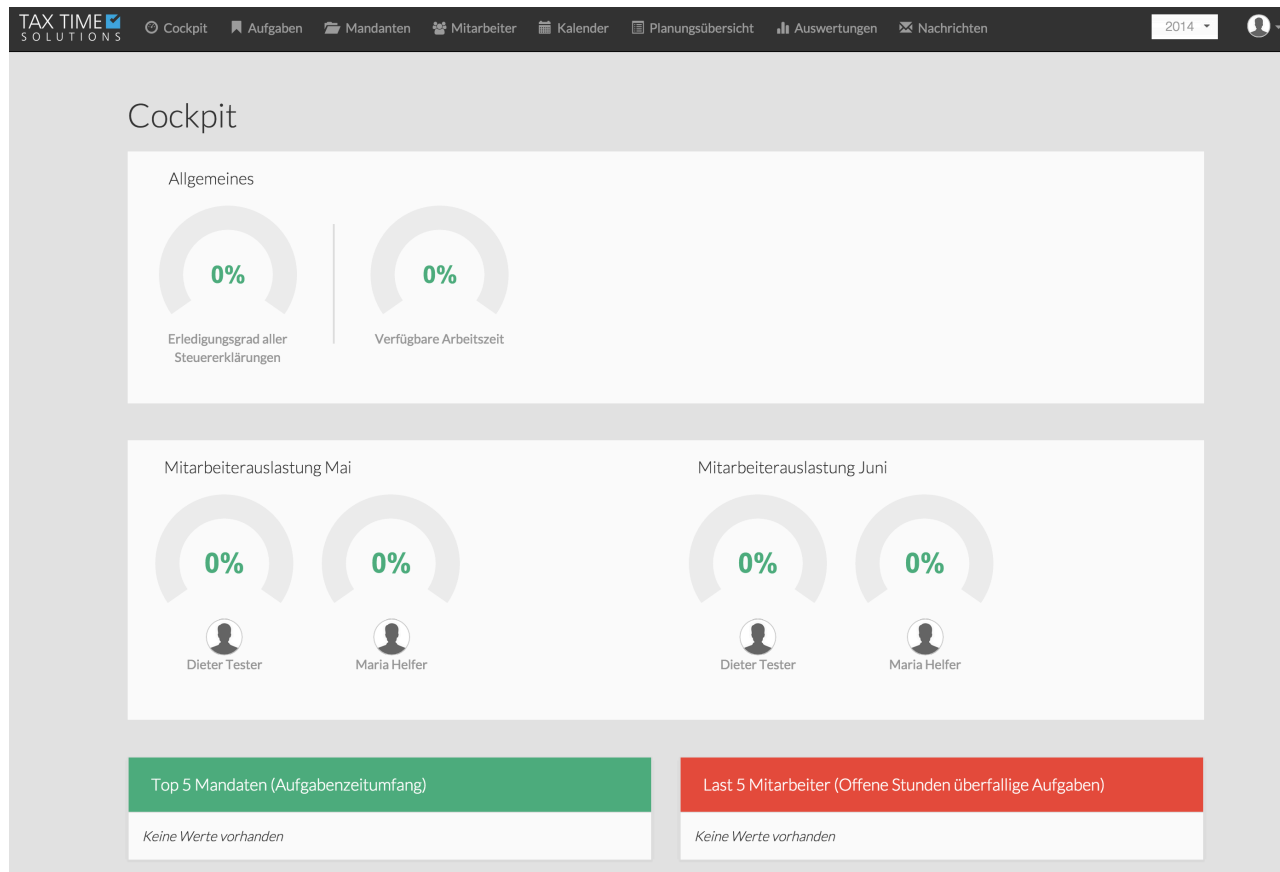 TAX TIME
SOLUTIONS
Cockpit Aufgaben Mandanten Mitarbeiter Kalender Planungsübersicht Auswertungen Nachrichten 2014
Cockpit
Allgemeines
0% 0%
Erledigungsgrad aller Verfügbare Arbeitszeit
Steuererklärungen
Mitarbeiterauslastung Mai Mitarbeiterauslastung Juni
0% 0% 0% 0%
Dieter Tester Maria Helfer Dieter Tester Maria Helfer
Top 5 Mandaten (Aufgabenzeitumfang) Last 5 Mitarbeiter (Offene Stunden überfallige Aufgaben)
Keine Werte vorhanden Keine Werte vorhanden